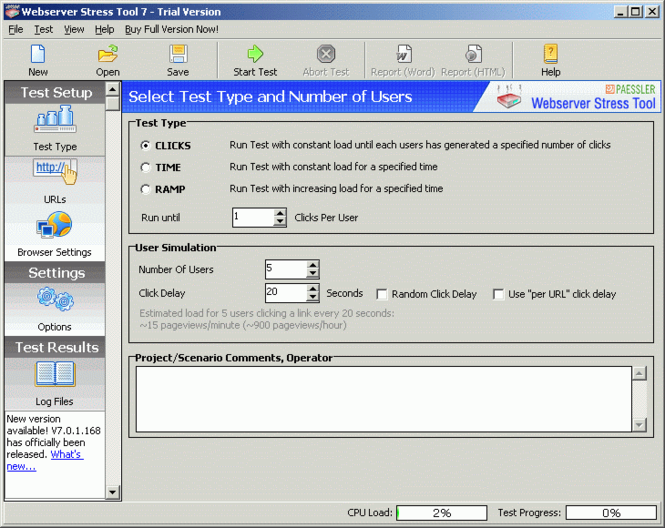 Webserver Stress Tool 7 - Trial Version
File Test View Help Buy Full Version Now!
New Open Save Start Test Abort Test Report (Word) Report (HTML) Help
Test Setup
Test Type
http://
URLs
Browser Settings
Settings
Options
Test Results
Log Files
New version
available! V7.0.1.168
has officially been
released. What's
new...
Select Test Type and Number of Users
PAESSLER
Webserver Stress Tool
Test Type
CLICKS Run Test with constant load until each users has generated a specified number of clicks
TIME Run Test with constant load for a specified time
RAMP Run Test with increasing load for a specified time
Run until 1 Clicks Per User
User Simulation
Number Of Users 5
Click Delay 20 Seconds Random Click Delay Use "per URL" click delay
Estimated load for 5 users clicking a link every 20 seconds:
~15 pageviews/minute (~900 pageviews/hour)
Project/Scenario Comments, Operator
CPU Load: 2% Test Progress: 0%